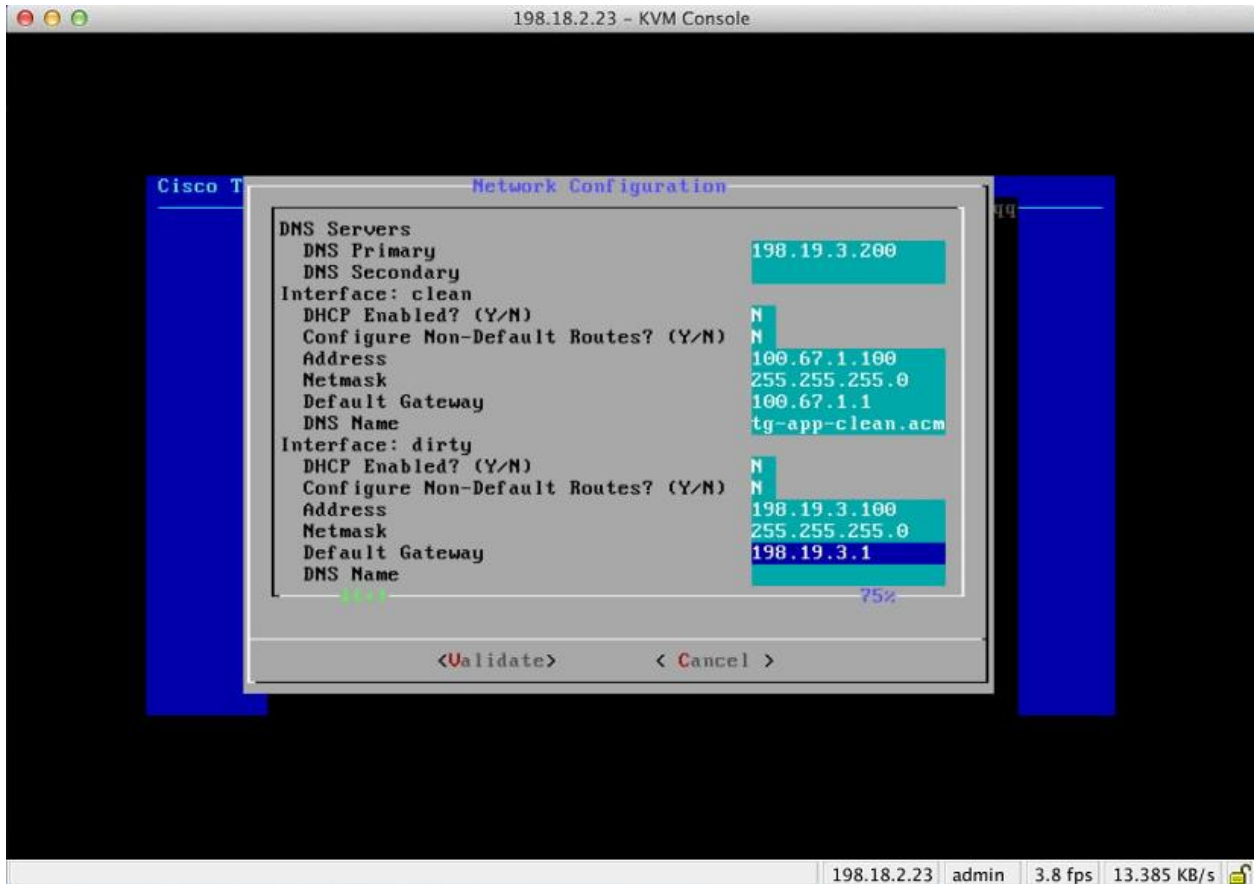 198.18.2.23 – KVM Console
Cisco T
Network Configuration
qq
DNS Servers
DNS Primary 198.19.3.200
DNS Secondary
Interface: clean
DHCP Enabled? (Y/N) N
Configure Non-Default Routes? (Y/N) N
Address 100.67.1.100
Netmask 255.255.255.0
Default Gateway 100.67.1.1
DNS Name tg-app-clean.acm
Interface: dirty
DHCP Enabled? (Y/N) N
Configure Non-Default Routes? (Y/N) N
Address 198.19.3.100
Netmask 255.255.255.0
Default Gateway 198.19.3.1
DNS Name
75%
<Validate> < Cancel >
198.18.2.23 admin 3.8 fps 13.385 KB/s